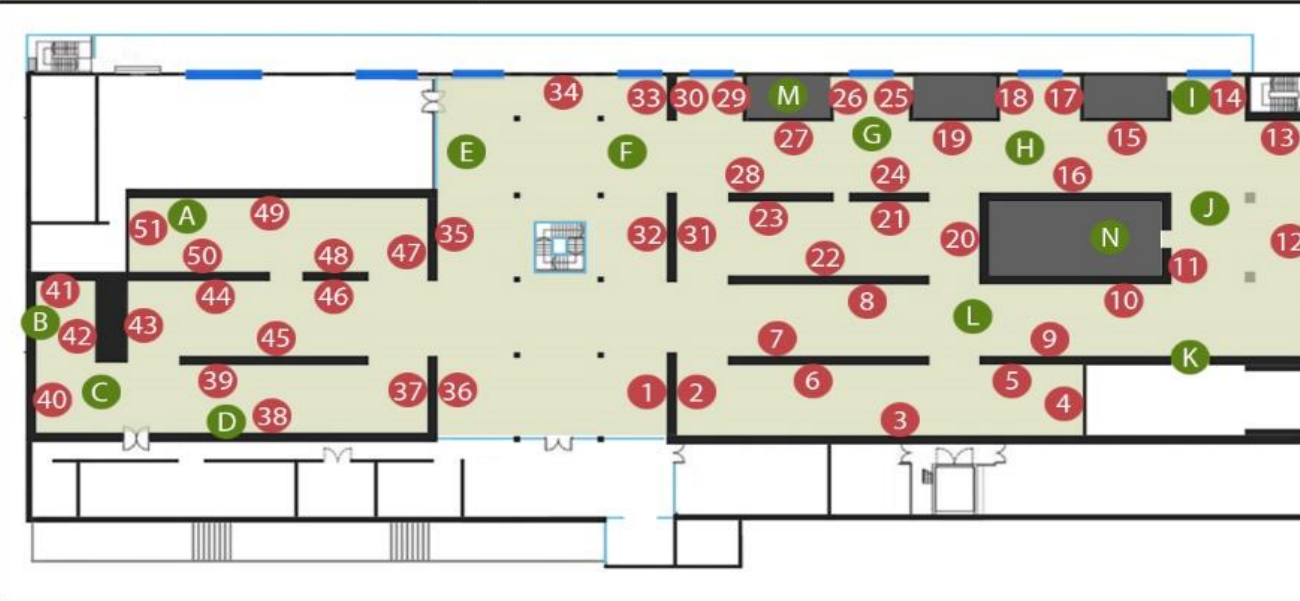 34 33 30 29 M 26 25 18 17 I 14
27 G 19 15 13
E F H
28 24 16
51 A 49 23 21 J
35 32 31 20 N 12
50 48 47 22 11
41 44 46 8 10
B 42 43 L
45 7 9 K
39 6 5
40 C 37 36 1 2 4
D 38 3